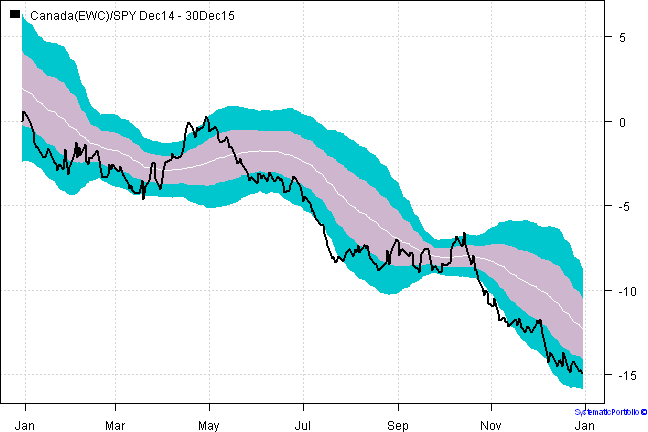 Canada(EWC)/SPY Dec14 - 30Dec15
5
0
-5
-10
-15
Jan Mar May Jul Sep Nov Jan
SystematicPortfolio ©